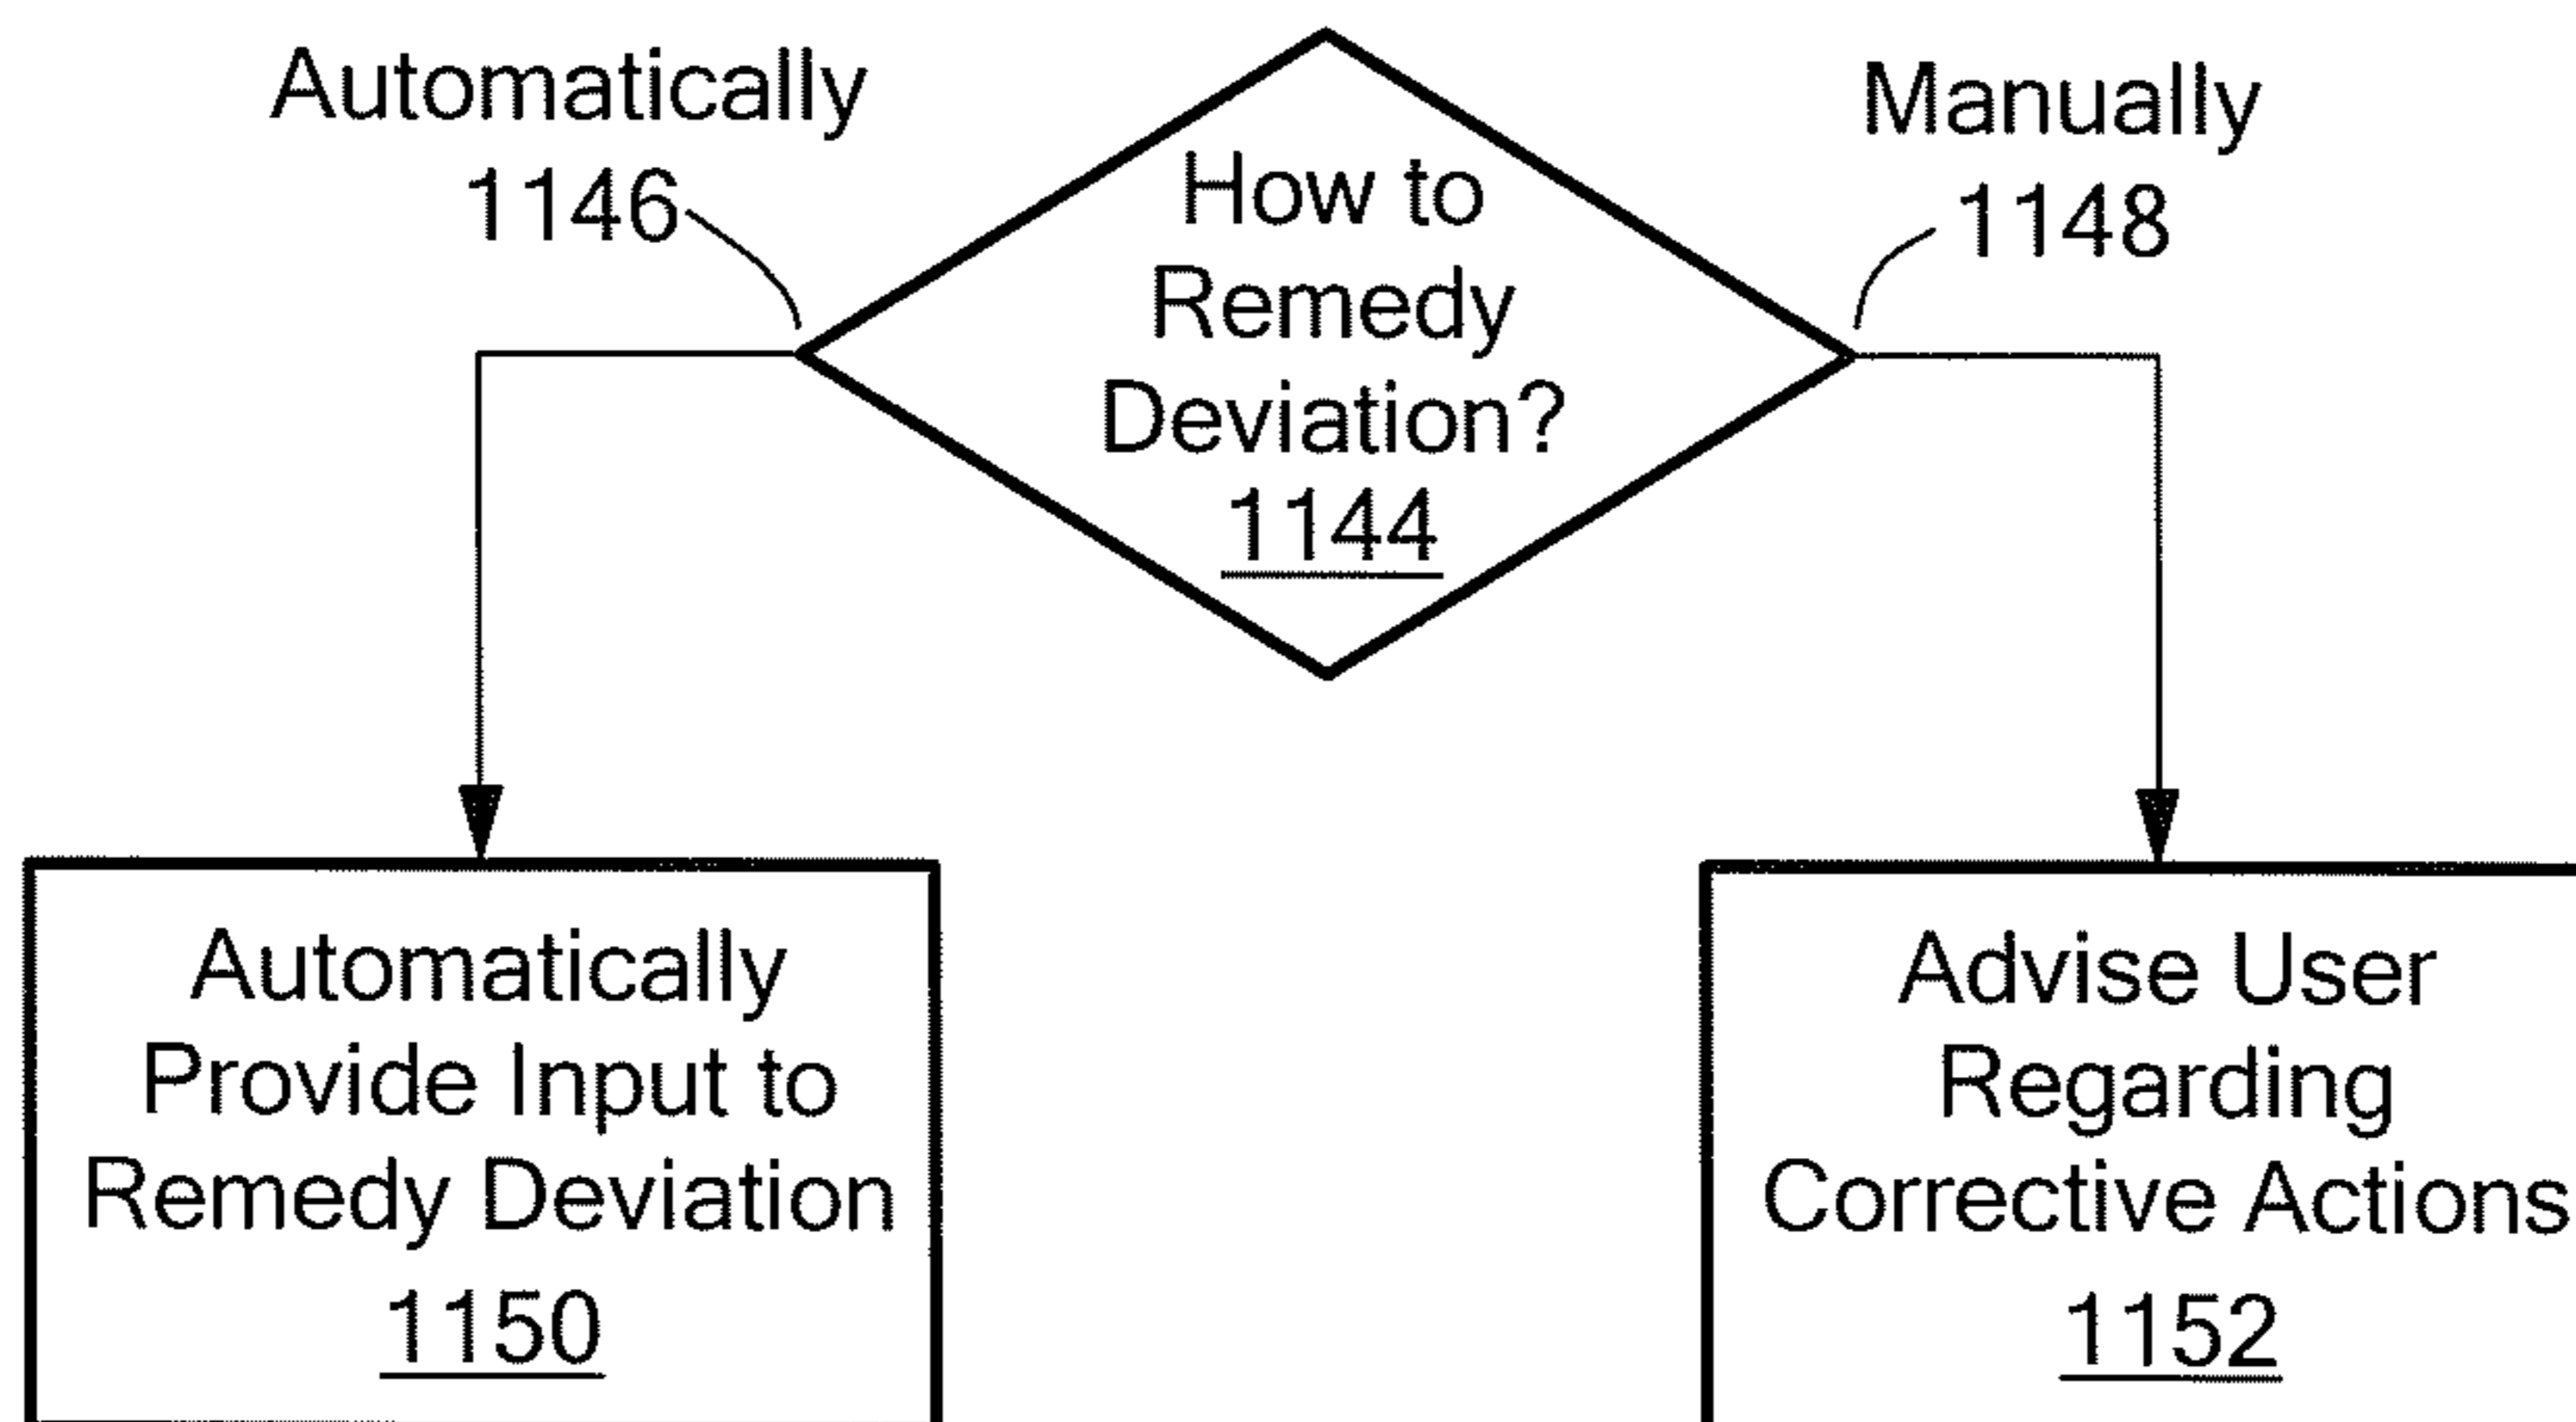 Automatically
1146
How to
Remedy
Deviation?
1144
Manually
1148
Automatically
Provide Input to
Remedy Deviation
1150
Advise User
Regarding
Corrective Actions
1152